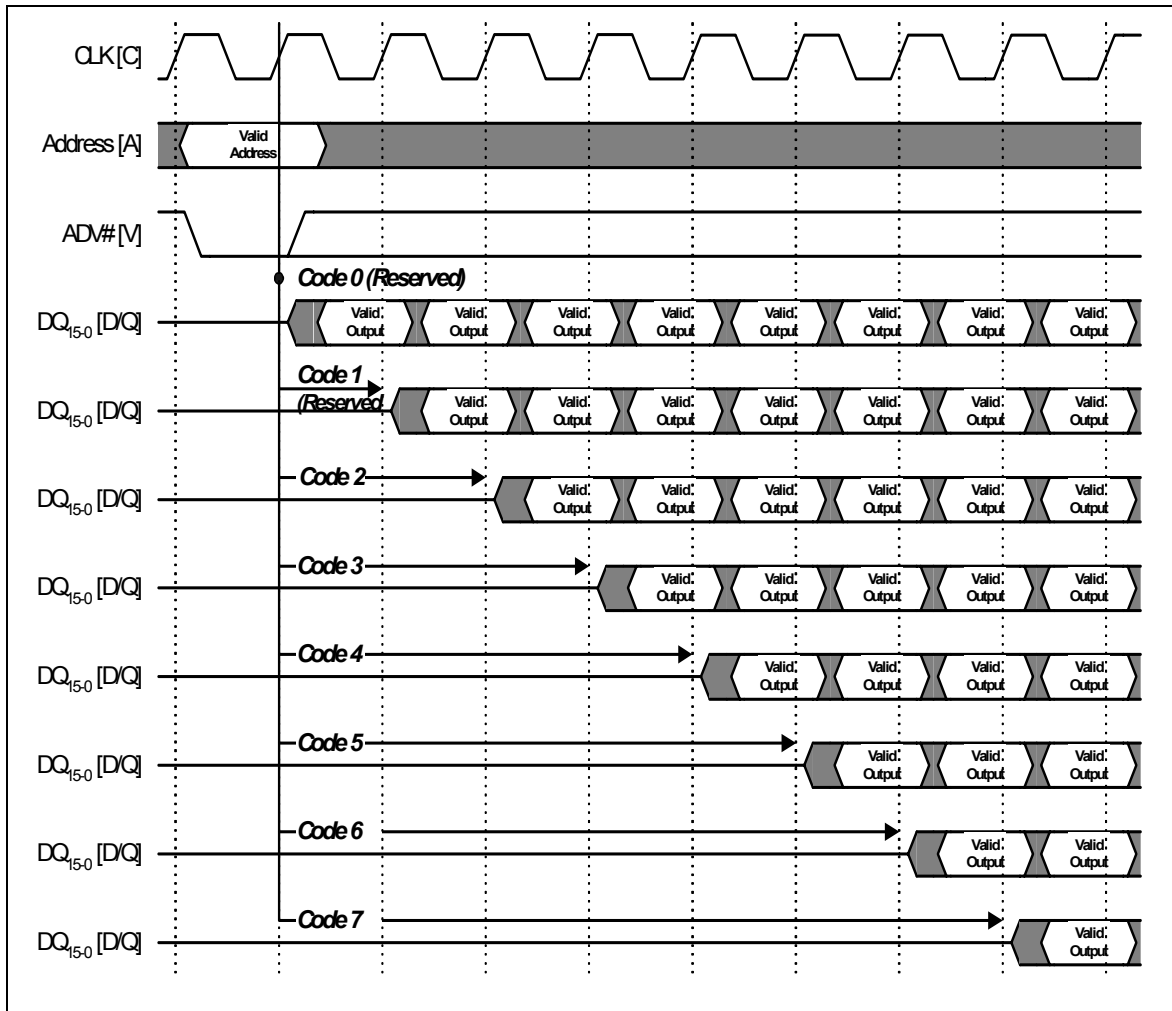 CLK [C]
Address [A]
Valid
Address
ADV# [V]
Code 0 (Reserved)
DQ15-0 [D/Q]
Valid Valid Valid Valid Valid Valid Valid Valid
Output Output Output Output Output Output Output Output
Code 1
(Reserved
DQ15-0 [D/Q]
Valid Valid Valid Valid Valid Valid Valid
Output Output Output Output Output Output Output
Code 2
DQ15-0 [D/Q]
Valid Valid Valid Valid Valid Valid
Output Output Output Output Output Output
Code 3
DQ15-0 [D/Q]
Valid Valid Valid Valid Valid
Output Output Output Output Output
Code 4
DQ15-0 [D/Q]
Valid Valid Valid Valid
Output Output Output Output
Code 5
DQ15-0 [D/Q]
Valid Valid Valid
Output Output Output
Code 6
DQ15-0 [D/Q]
Valid Valid
Output Output
Code 7
DQ15-0 [D/Q]
Valid
Output